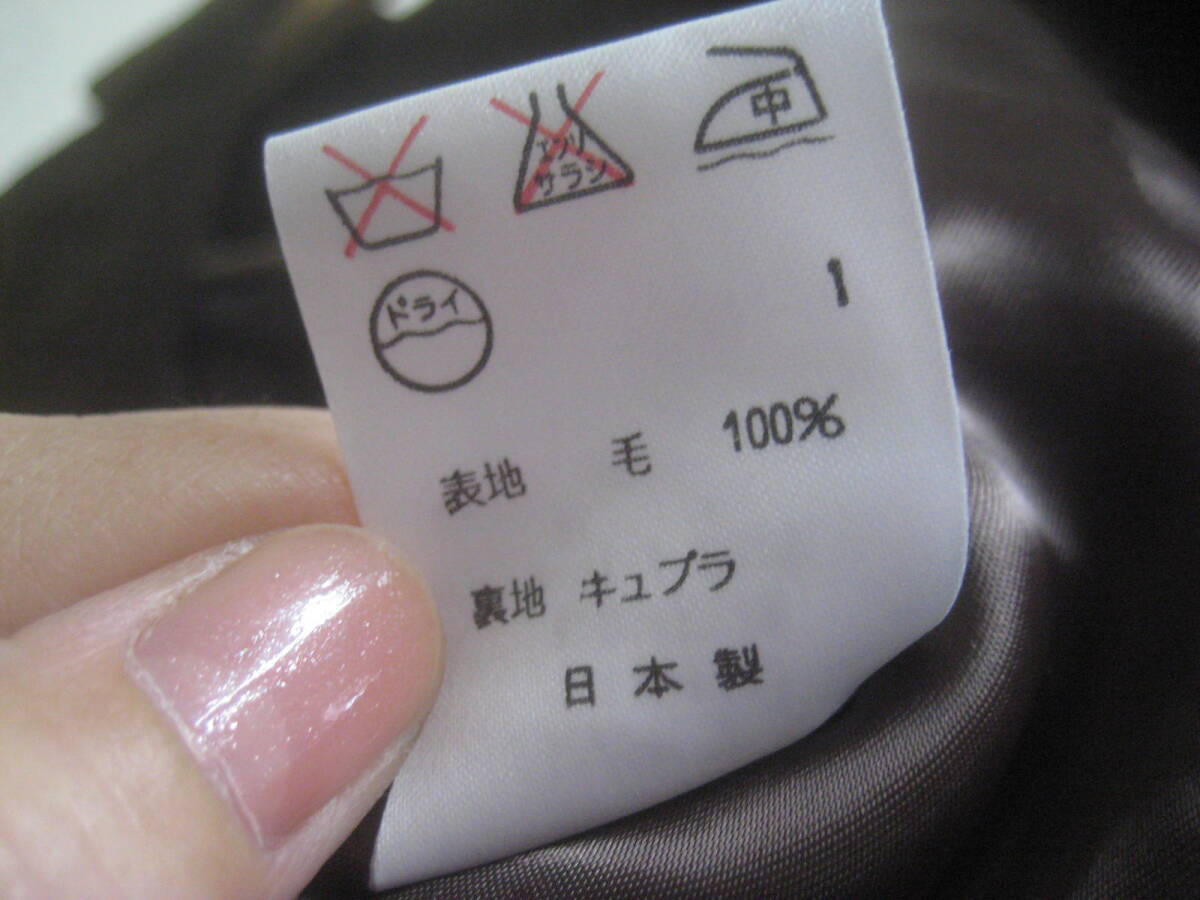 エンソ
サラシ
中
ドライ
1
表地 毛 100%
裏地 キュプラ
日本製